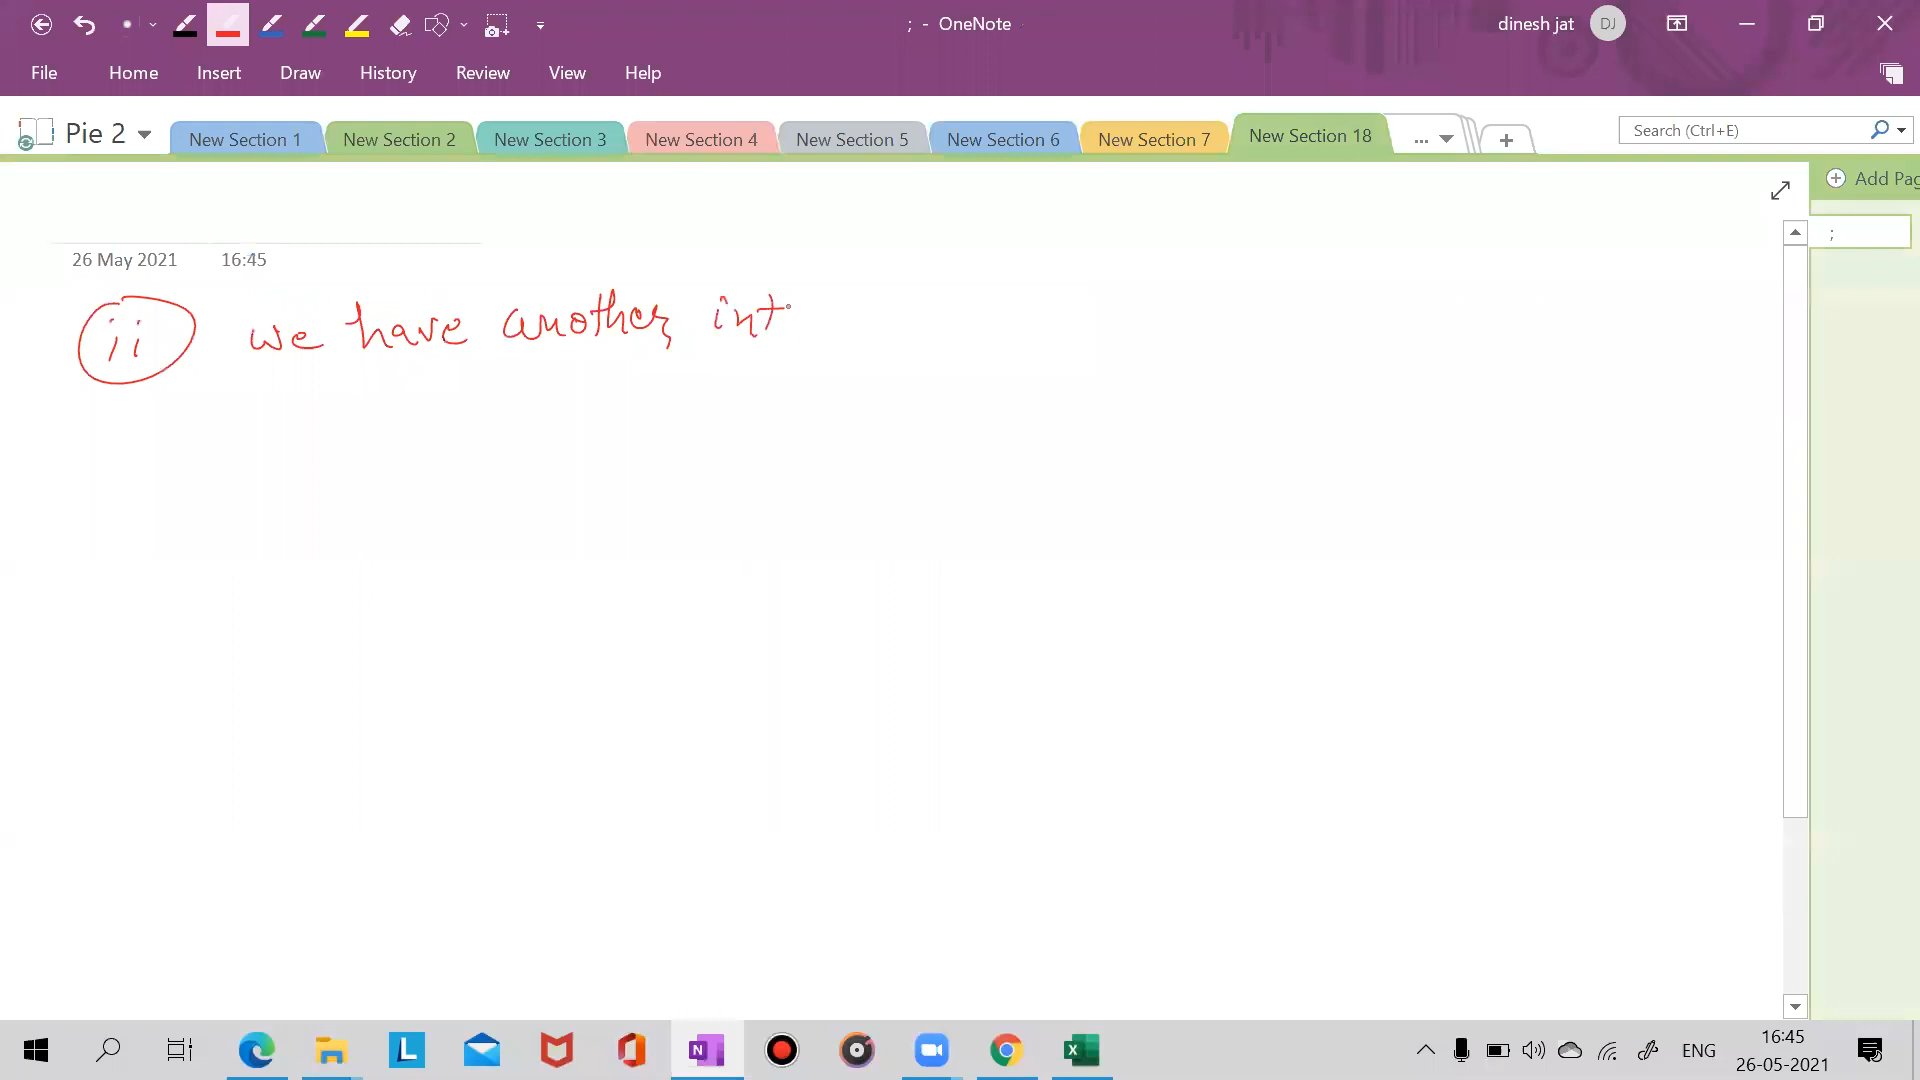 ; - OneNote
dinesh jat DJ
File Home Insert Draw History Review View Help
Pie 2 New Section 1 New Section 2 New Section 3 New Section 4 New Section 5 New Section 6 New Section 7 New Section 18 ... + Search (Ctrl+E)
Add Pag
;
26 May 2021 16:45
ii we have another int
L N X ENG 16:45
26-05-2021